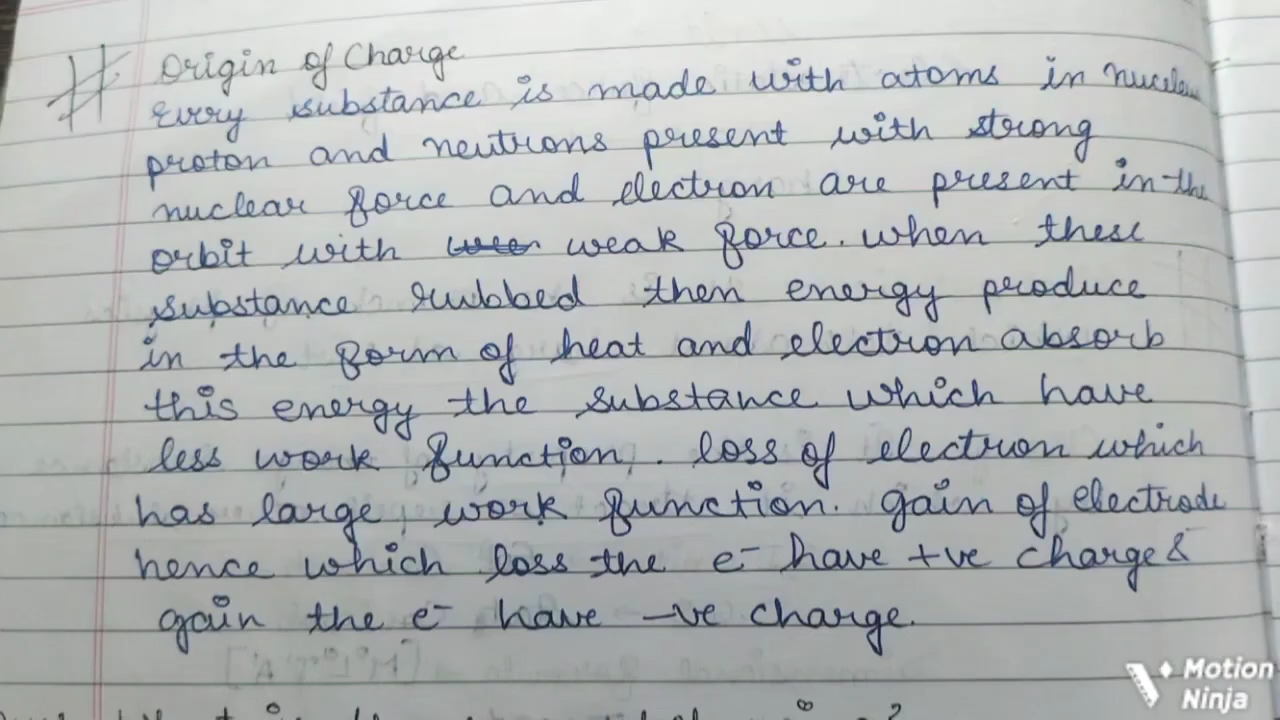 # Origin of Charge
Every substance is made with atoms in nucleus
proton and neutrons present with strong
nuclear force and electron are present in the
orbit with weak force. when these
substance rubbed then energy produce
in the form of heat and electron absorb
this energy the substance which have
less work function. loss of electron which
has large, work function. gain of electrode
hence which loss the e⁻ have +ve charge &
gain the e⁻ have -ve charge.
Motion
Ninja